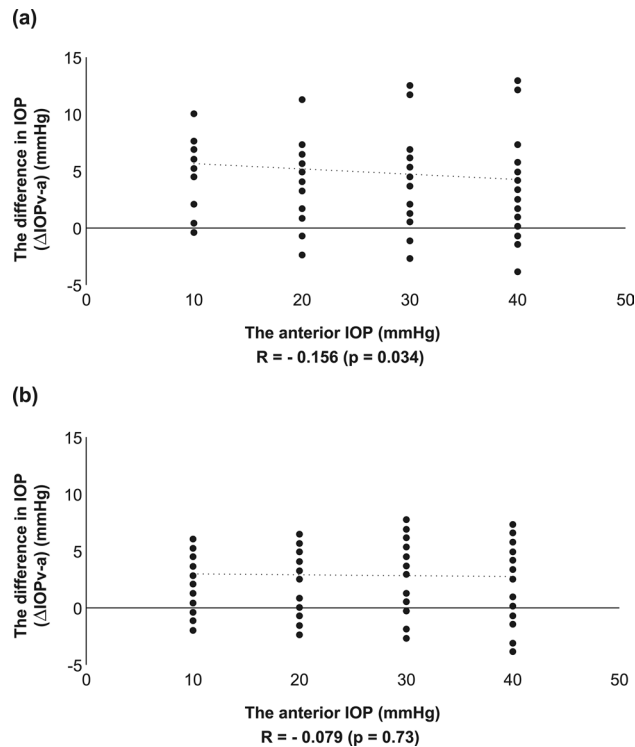 (a)
The difference in IOP
(ΔIOPv-a) (mmHg)
15
10
5
0
-5
0
10
20
30
40
50
The anterior IOP (mmHg)
R = - 0.156 (p = 0.034)
(b)
The difference in IOP
(ΔIOPv-a) (mmHg)
15
10
5
0
-5
0
10
20
30
40
50
The anterior IOP (mmHg)
R = - 0.079 (p = 0.73)